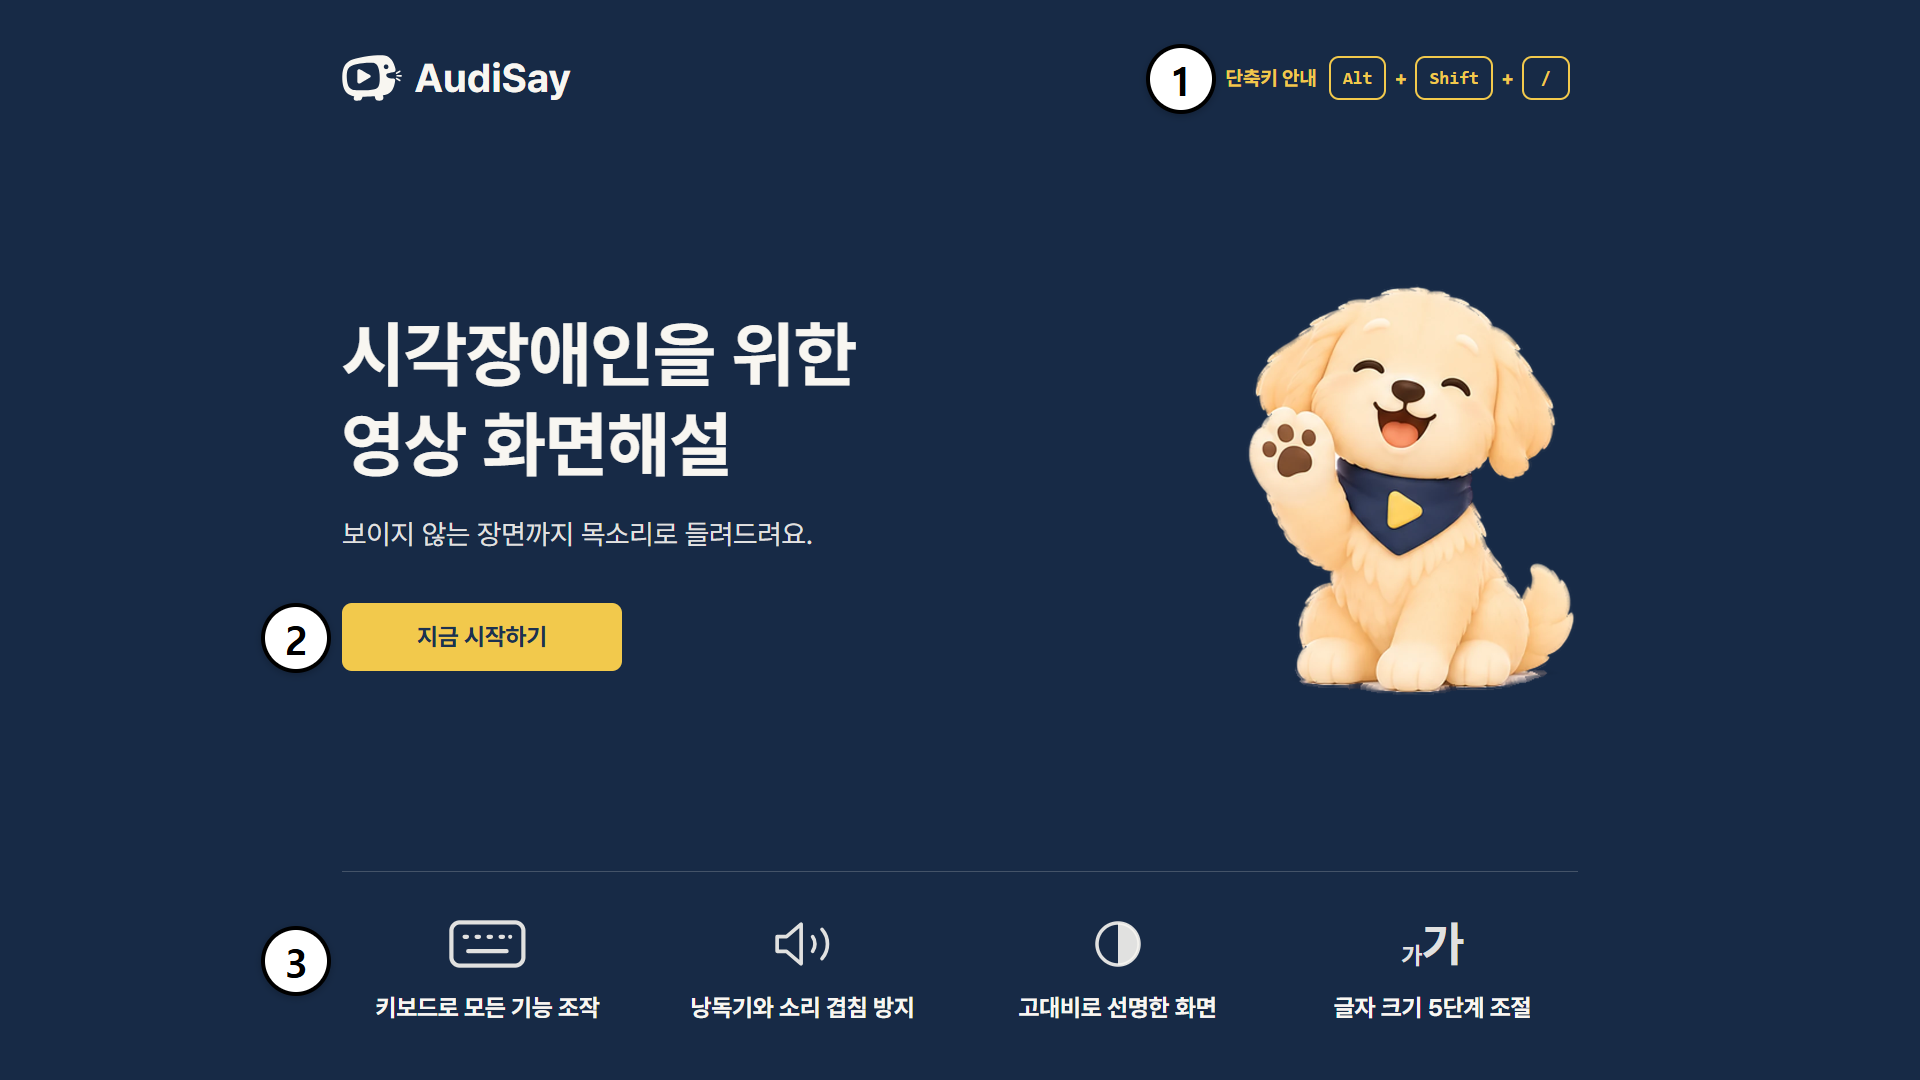 AudiSay
1 단축키 안내 Alt + Shift + /
시각장애인을 위한
영상 화면해설
보이지 않는 장면까지 목소리로 들려드려요.
2 지금 시작하기
3
가가
키보드로 모든 기능 조작
낭독기와 소리 겹침 방지
고대비로 선명한 화면
글자 크기 5단계 조절